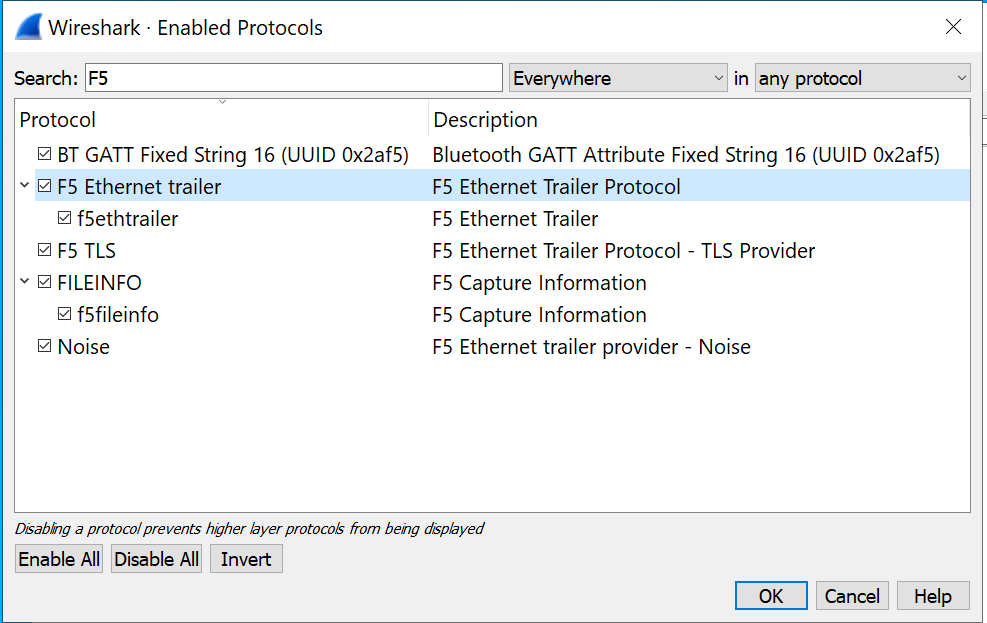 Wireshark · Enabled Protocols
Search: F5 Everywhere in any protocol
Protocol Description
BT GATT Fixed String 16 (UUID 0x2af5) Bluetooth GATT Attribute Fixed String 16 (UUID 0x2af5)
F5 Ethernet trailer F5 Ethernet Trailer Protocol
f5ethtrailer F5 Ethernet Trailer
F5 TLS F5 Ethernet Trailer Protocol - TLS Provider
FILEINFO F5 Capture Information
f5fileinfo F5 Capture Information
Noise F5 Ethernet trailer provider - Noise
Disabling a protocol prevents higher layer protocols from being displayed
Enable All Disable All Invert
OK Cancel Help